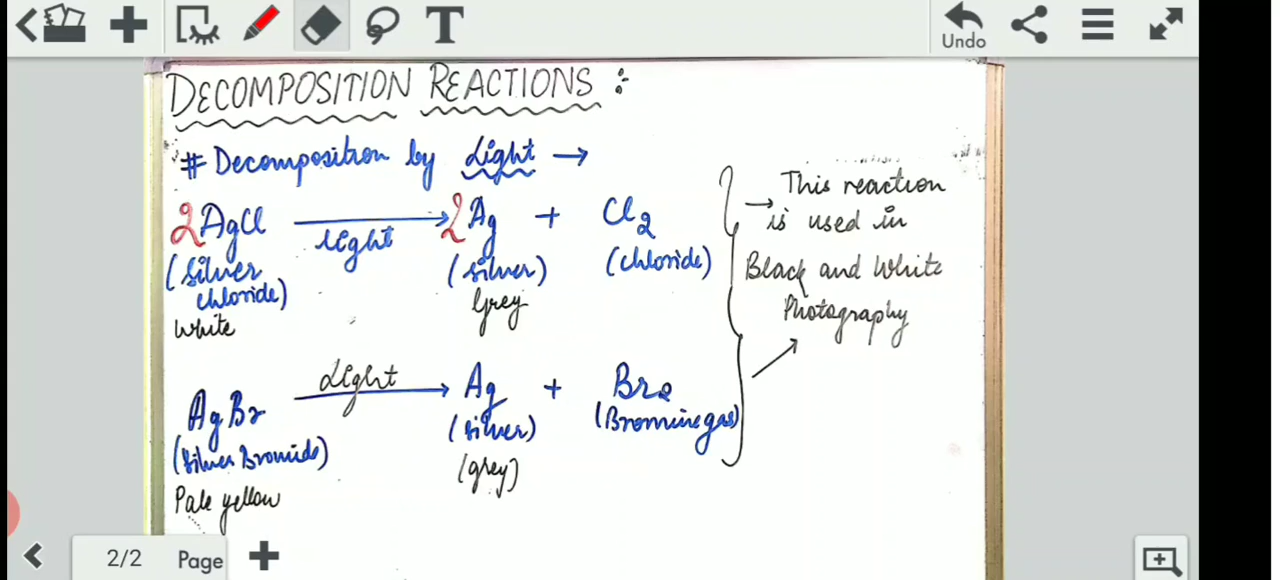 Undo
DECOMPOSITION REACTIONS :-
# Decomposition by Light →
2AgCl → 2Ag + Cl2
light
(Silver chloride) (Silver) (chloride)
White Grey
→ This reaction
is used in
Black and White
Photography
Light
AgBr → Ag + Br2
(Silver Bromide) (Silver) (Bromine gas)
Pale yellow (grey)
2/2 Page
T